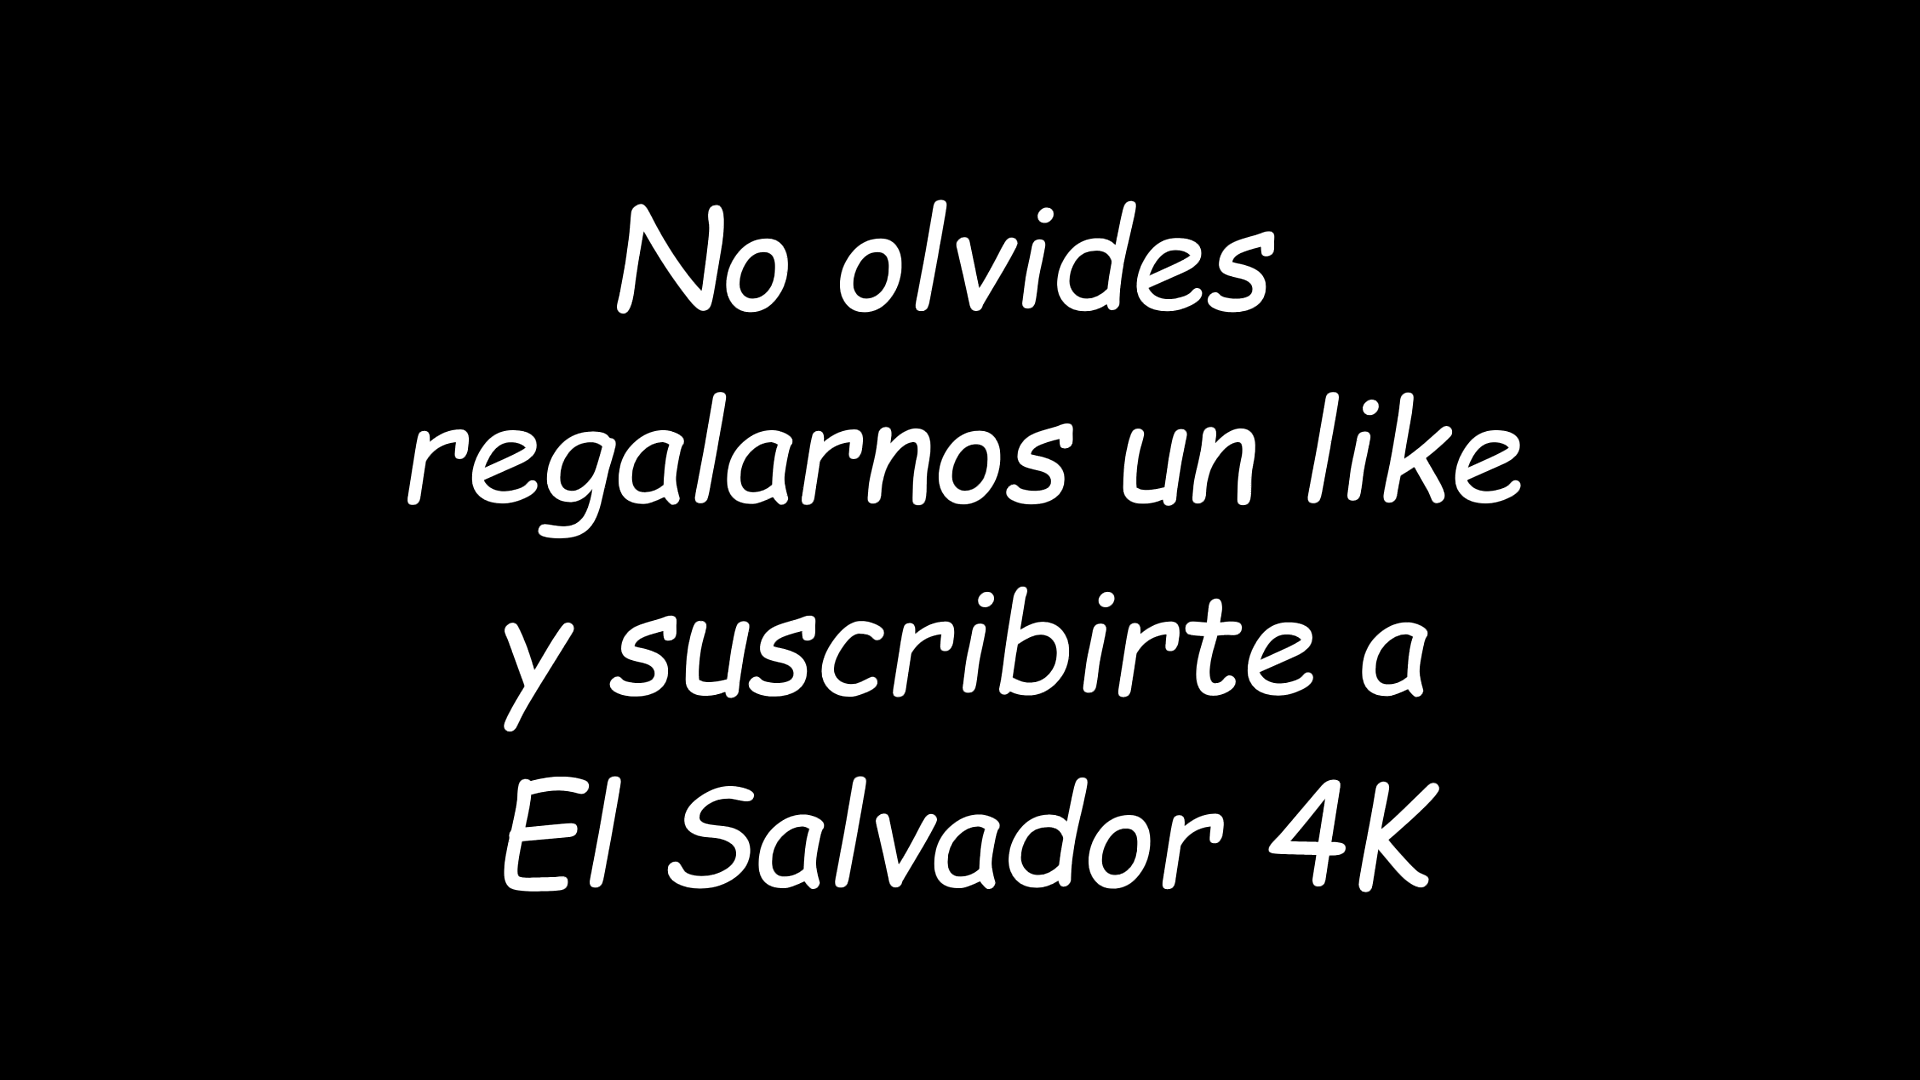 No olvides
regalarnos un like
y suscribirte a
El Salvador 4K